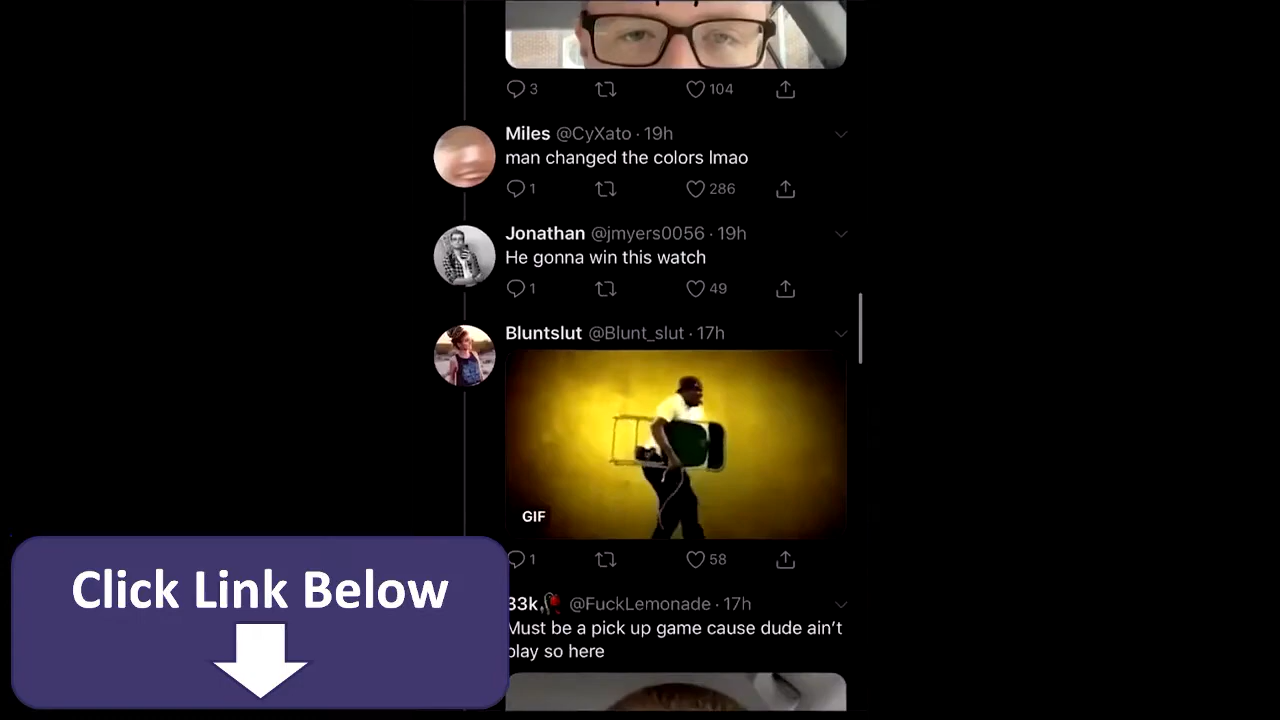 3 104
Miles @CyXato · 19h
man changed the colors lmao
1 286
Jonathan @jmyers0056 · 19h
He gonna win this watch
1 49
Bluntslut @Blunt_slut · 17h
GIF
1 58
33k @FuckLemonade · 17h
Must be a pick up game cause dude ain’t
play so here
Click Link Below